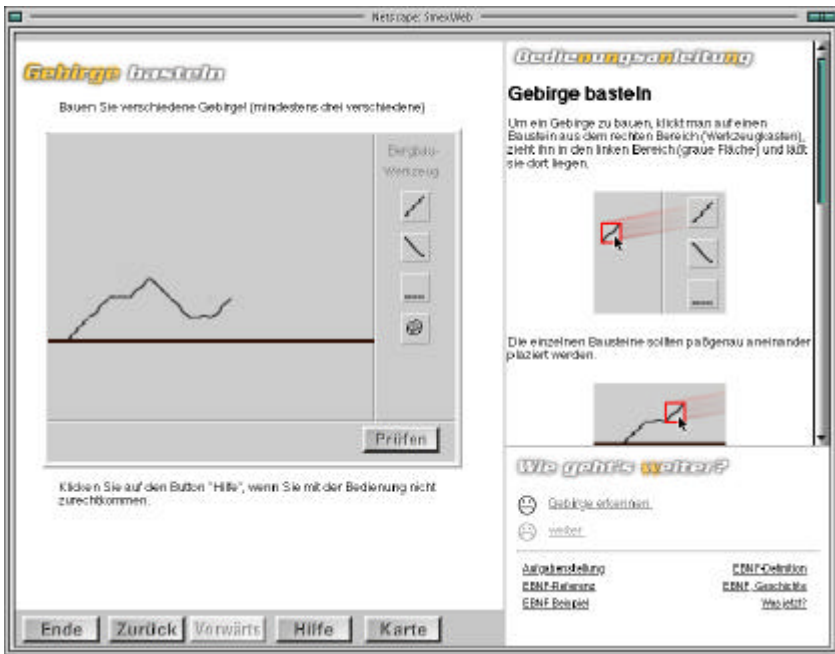 Netscape: SmexWeb
Gebirge basteln
Bauen Sie verschiedene Gebirge! (mindestens drei verschiedene)
Bergbau-
Werkzeug
Prüfen
Klicken Sie auf den Button "Hilfe", wenn Sie mit der Bedienung nicht
zurechtkommen.
Ende Zurück Vorwärts Hilfe Karte
Bedienungsanleitung
Gebirge basteln
Um ein Gebirge zu bauen, klickt man auf einen
Baustein aus dem rechten Bereich (Werkzeugkasten),
zieht ihn in den linken Bereich (graue Fläche) und läßt
sie dort liegen.
Die einzelnen Bausteine sollten paßgenau aneinander
plaziert werden.
Wie geht's weiter?
Gebirge erkennen
weiter
Aufgabenstellung EBNF-Definition
EBNF-Referenz EBNF, Geschichte
EBNF Beispiel Was jetzt?